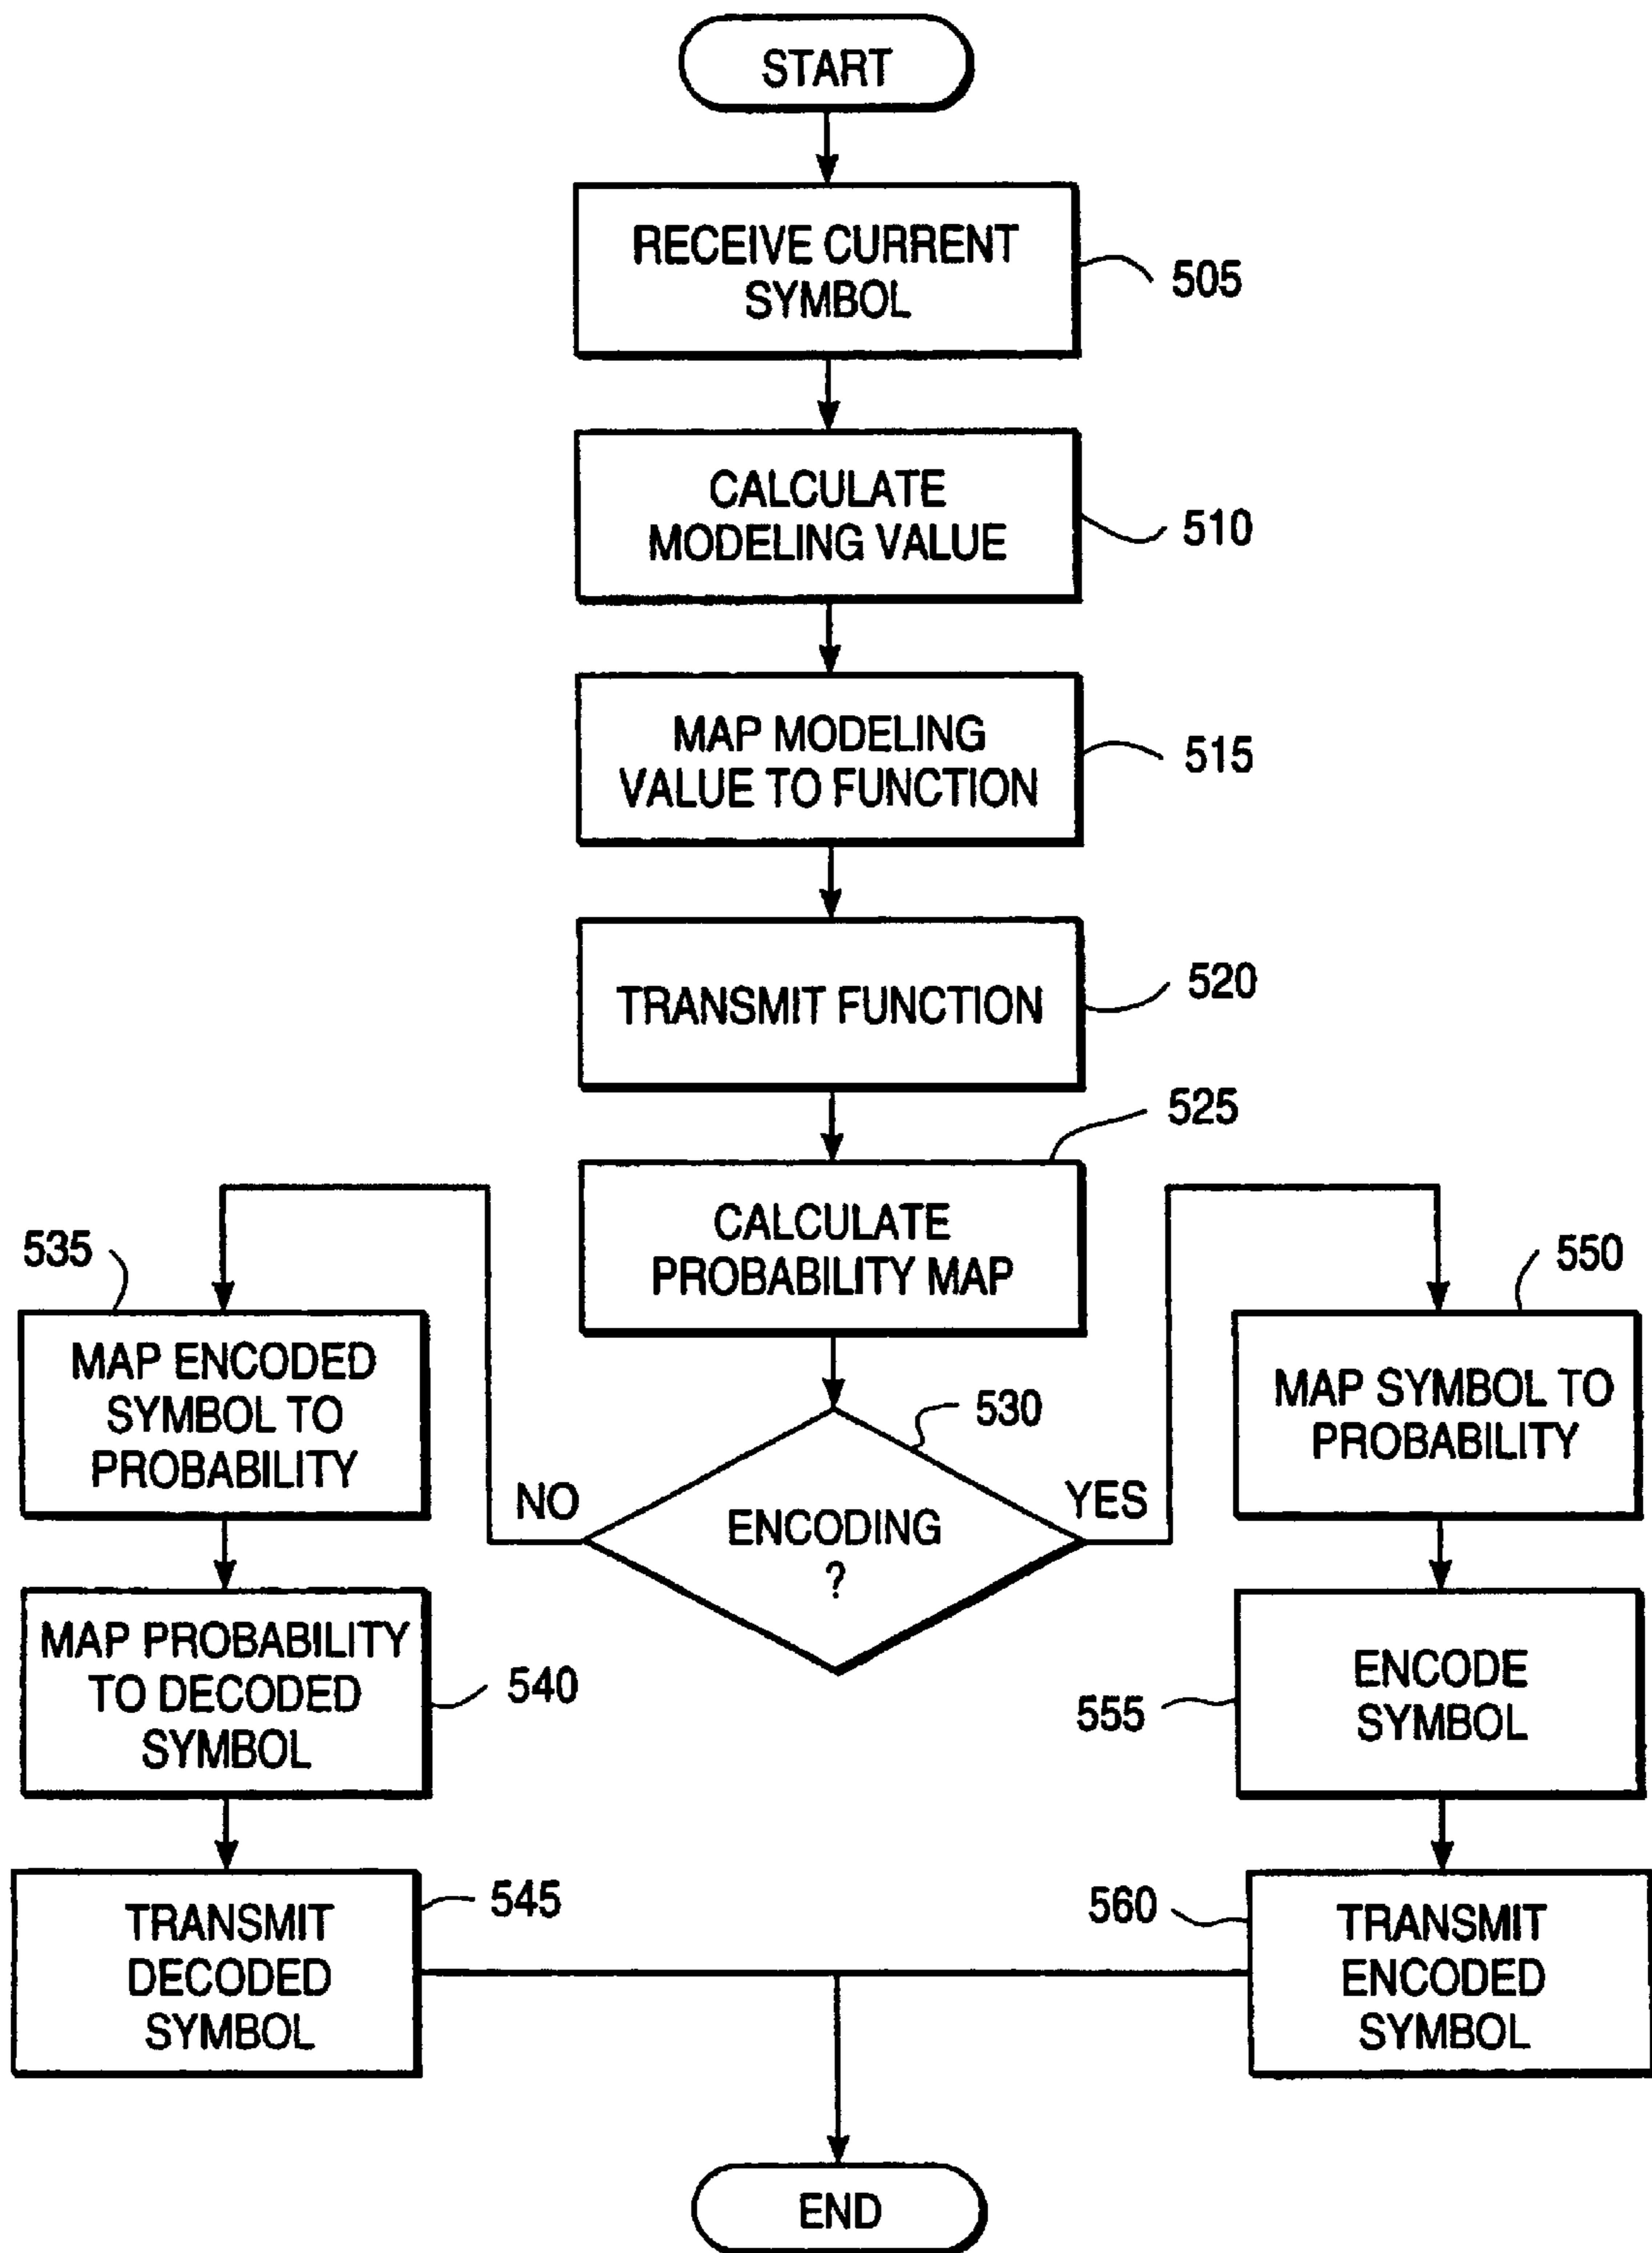 START
RECEIVE CURRENT
SYMBOL
505
CALCULATE
MODELING VALUE
510
MAP MODELING
VALUE TO FUNCTION
515
TRANSMIT FUNCTION
520
525
CALCULATE
PROBABILITY MAP
530
ENCODING
?
NO
YES
535
MAP ENCODED
SYMBOL TO
PROBABILITY
MAP PROBABILITY
TO DECODED
SYMBOL
540
TRANSMIT
DECODED
SYMBOL
545
550
MAP SYMBOL TO
PROBABILITY
555
ENCODE
SYMBOL
560
TRANSMIT
ENCODED
SYMBOL
END